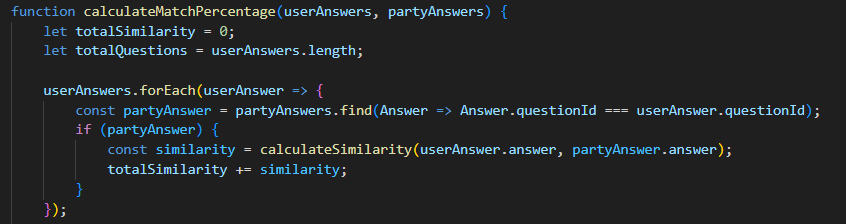 function calculateMatchPercentage(userAnswers, partyAnswers) {
    let totalSimilarity = 0;
    let totalQuestions = userAnswers.length;

    userAnswers.forEach(userAnswer => {
        const partyAnswer = partyAnswers.find(Answer => Answer.questionId === userAnswer.questionId);
        if (partyAnswer) {
            const similarity = calculateSimilarity(userAnswer.answer, partyAnswer.answer);
            totalSimilarity += similarity;
        }
    });